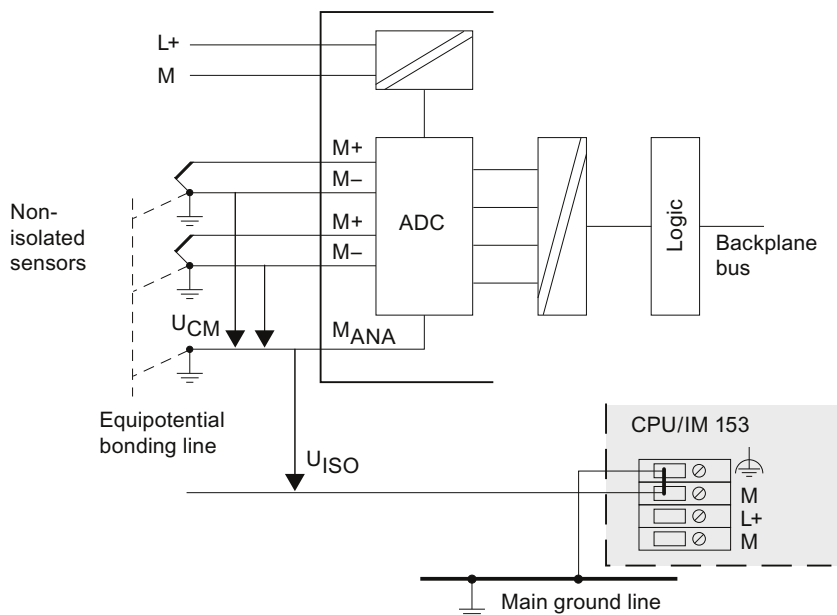 L+
M
M+
M–
M+
M–
ADC
Logic
Backplane
bus
Non-
isolated
sensors
UCM
MANA
Equipotential
bonding line
UISO
CPU/IM 153
M
L+
M
Main ground line